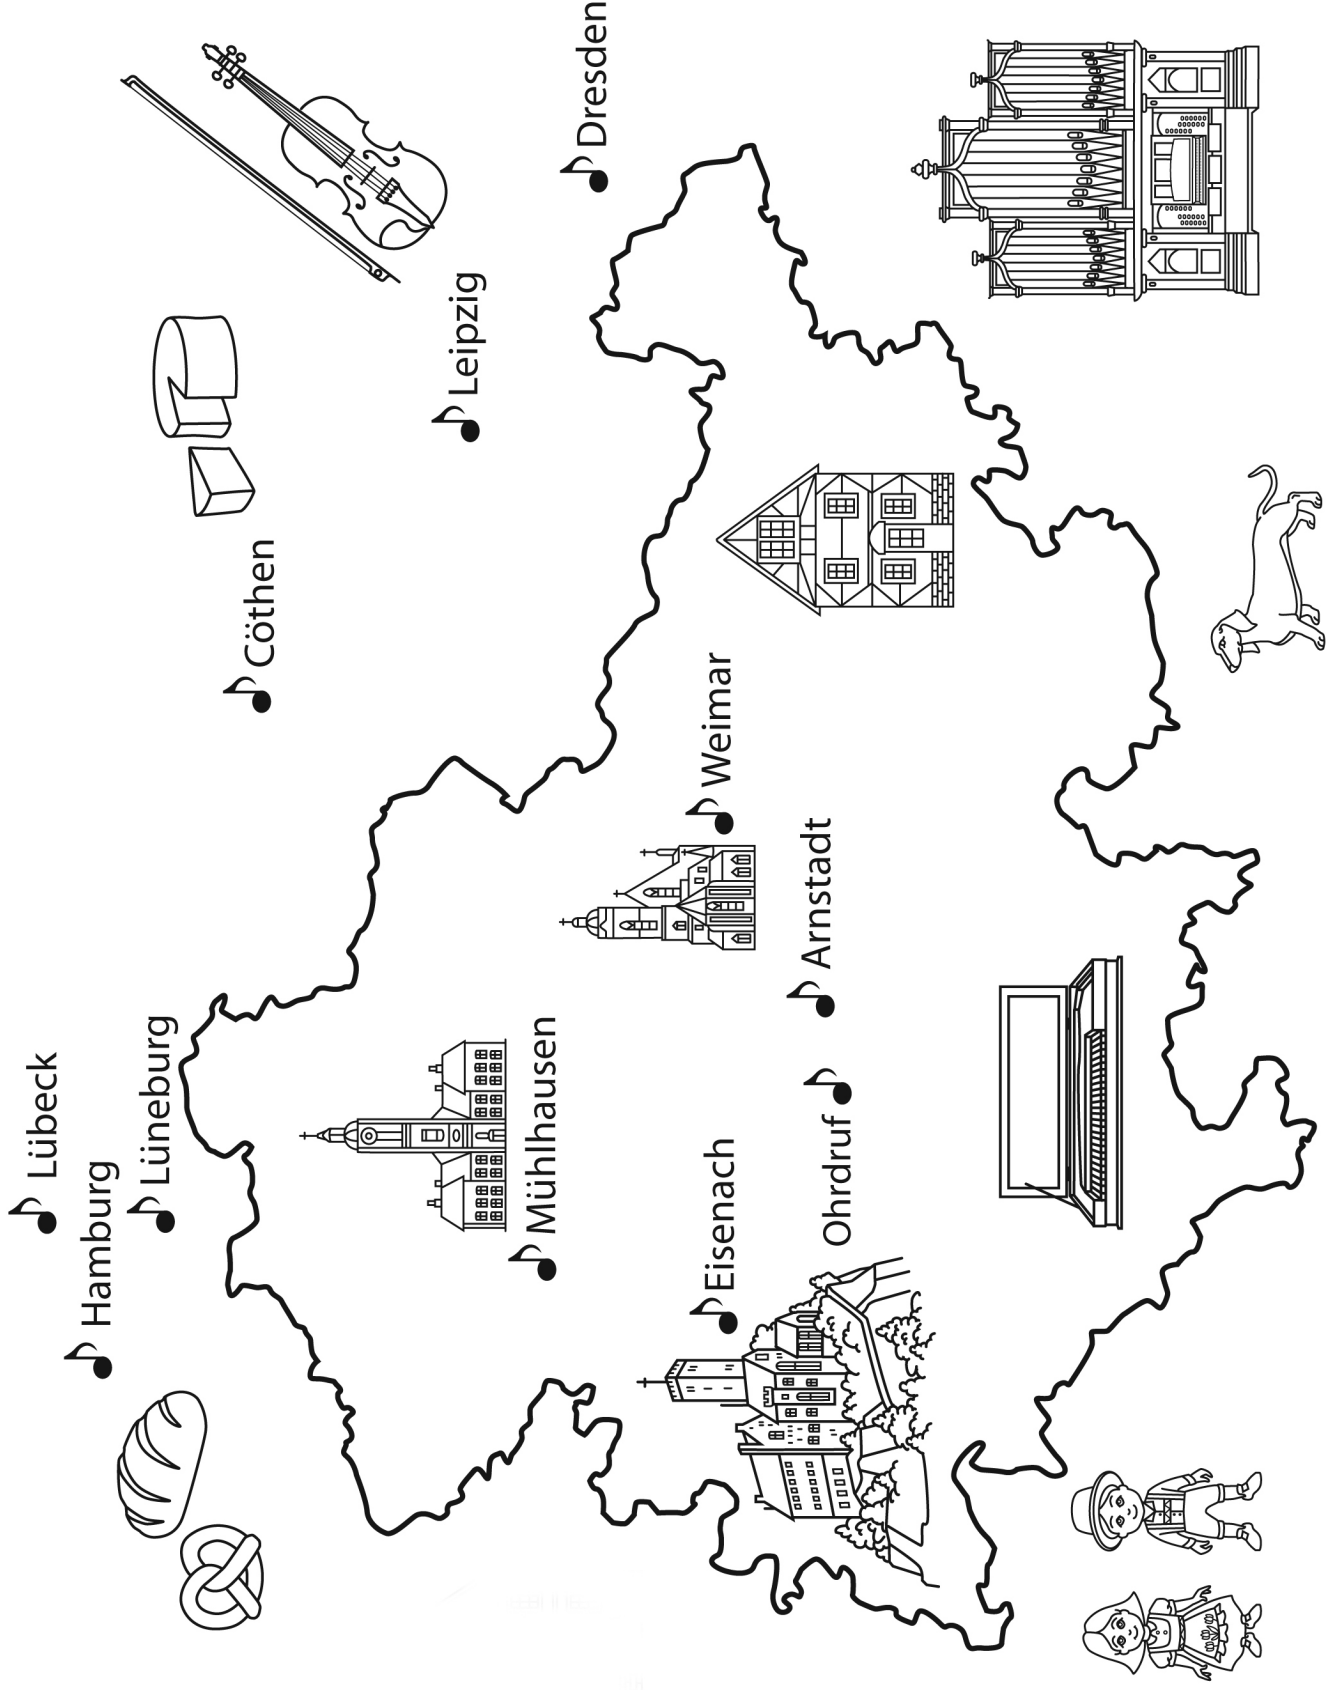 Lübeck
Hamburg
Lüneburg
Cöthen
Leipzig
Mühlhausen
Dresden
Eisenach
Weimar
Ohrdruf
Arnstadt